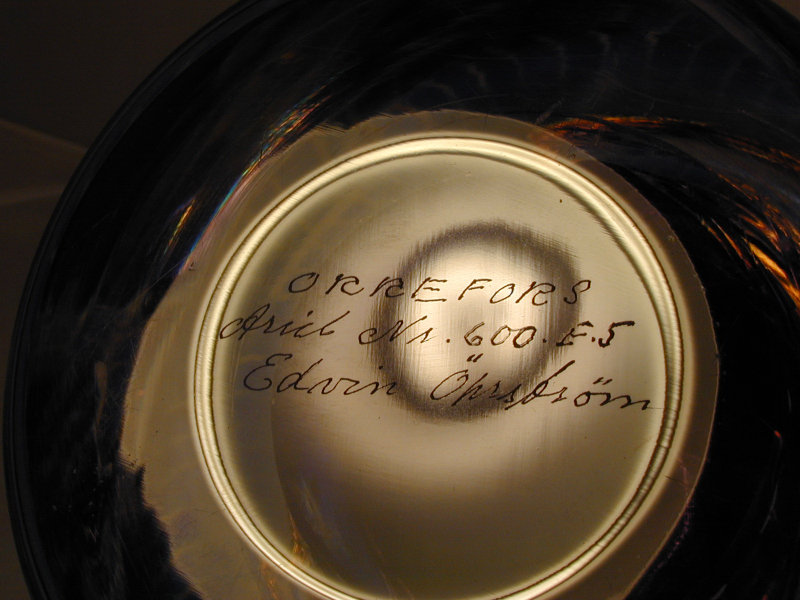 ORREFORS
Ariel Nr. 600.E.5
Edvin Öhrström